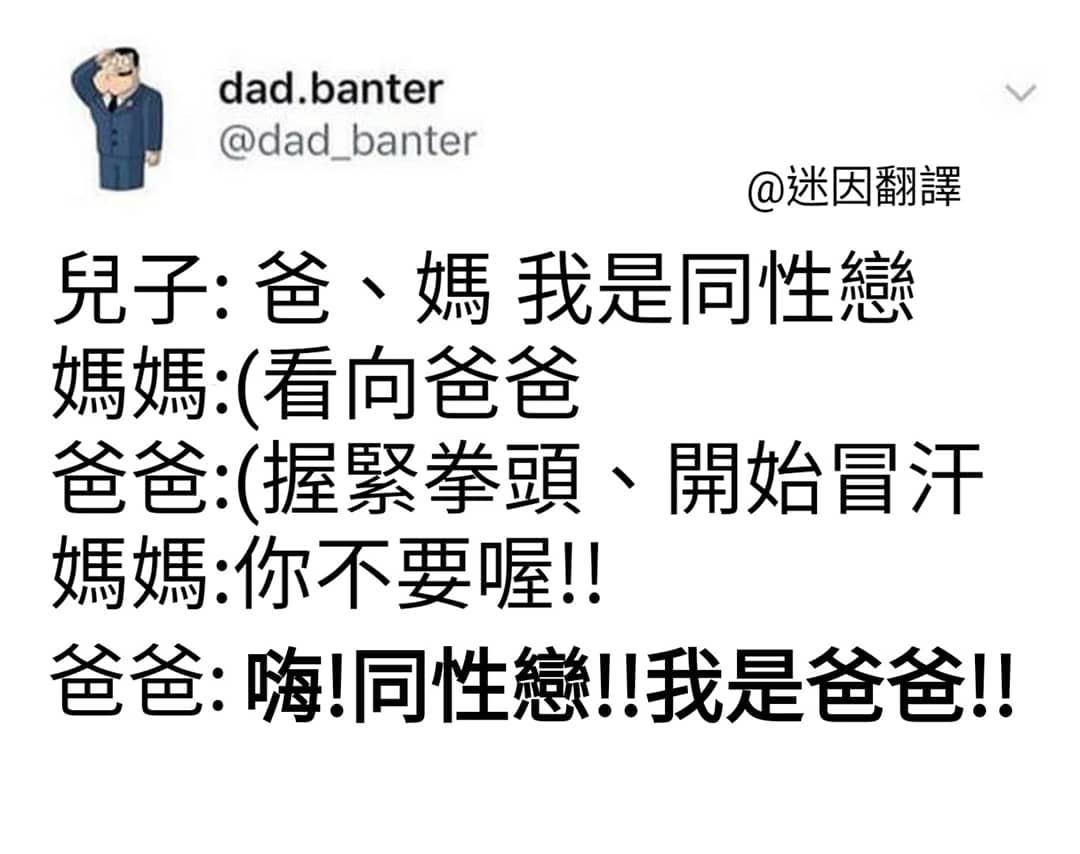 dad.banter
@dad_banter
@迷因翻譯
兒子: 爸、媽 我是同性戀
媽媽:(看向爸爸
爸爸:(握緊拳頭、開始冒汗
媽媽:你不要喔!!
爸爸: 嗨!同性戀!!我是爸爸!!